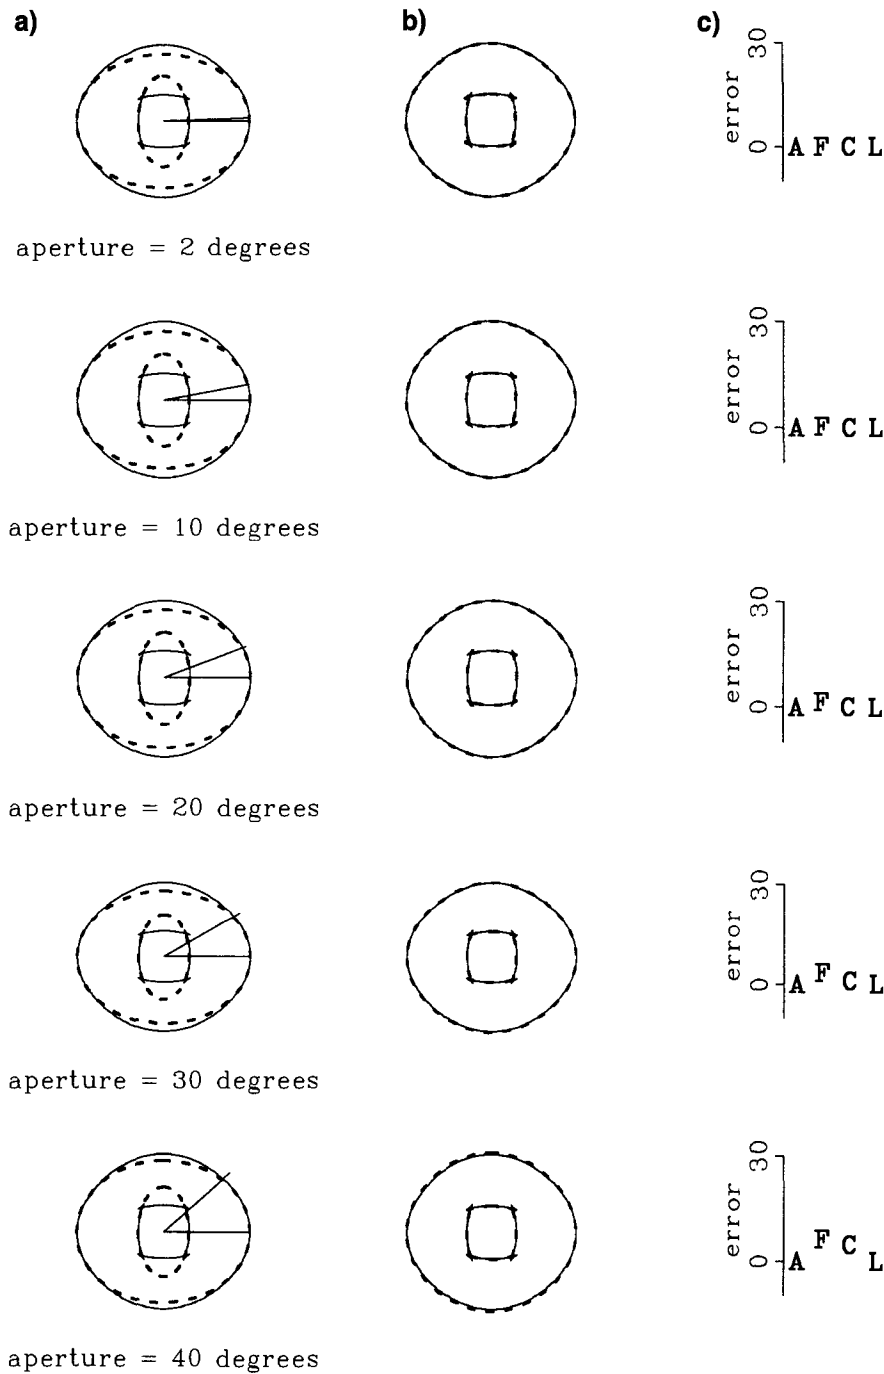 a) b) c)
30
error
0
A F C L
aperture = 2 degrees
30
error
0
A F C L
aperture = 10 degrees
30
error
0
A F C L
aperture = 20 degrees
30
error
0
A F C L
aperture = 30 degrees
30
error
0
A F C L
aperture = 40 degrees